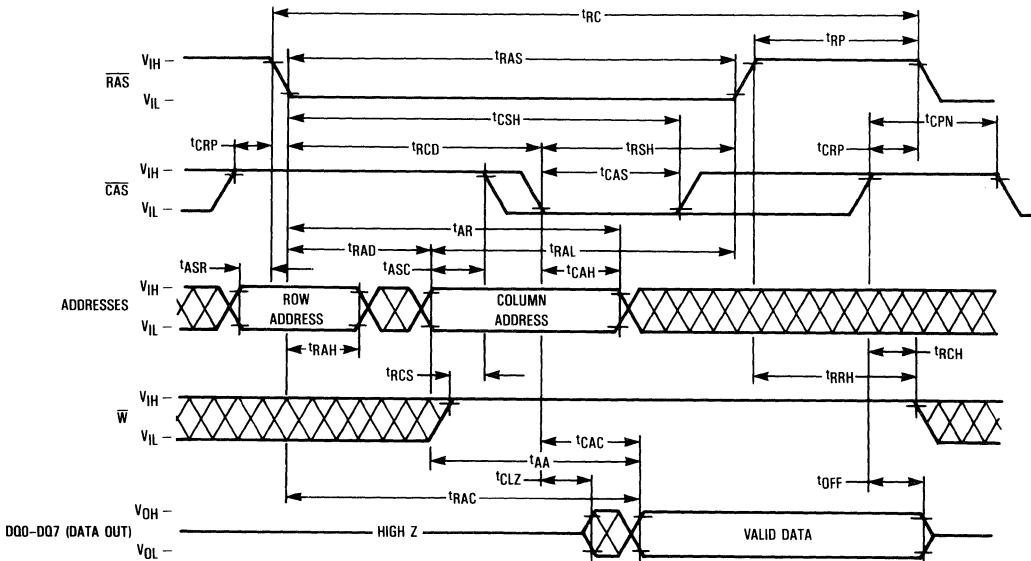 tRC
tRP
VIH
tRAS
RAS
VIL
tCSH
tCPN
tCRP
tRCD
tRSH
tCRP
VIH
tCAS
CAS
VIL
tAR
tRAD
tRAL
tASR
tASC
tCAH
VIH
ADDRESSES
ROW ADDRESS
COLUMN ADDRESS
VIL
tRAH
tRCH
tRCS
tRRH
VIH
W
VIL
tCAC
tAA
tCLZ
tOFF
tRAC
VOH
DQ0–DQ7 (DATA OUT)
HIGH Z
VALID DATA
VOL